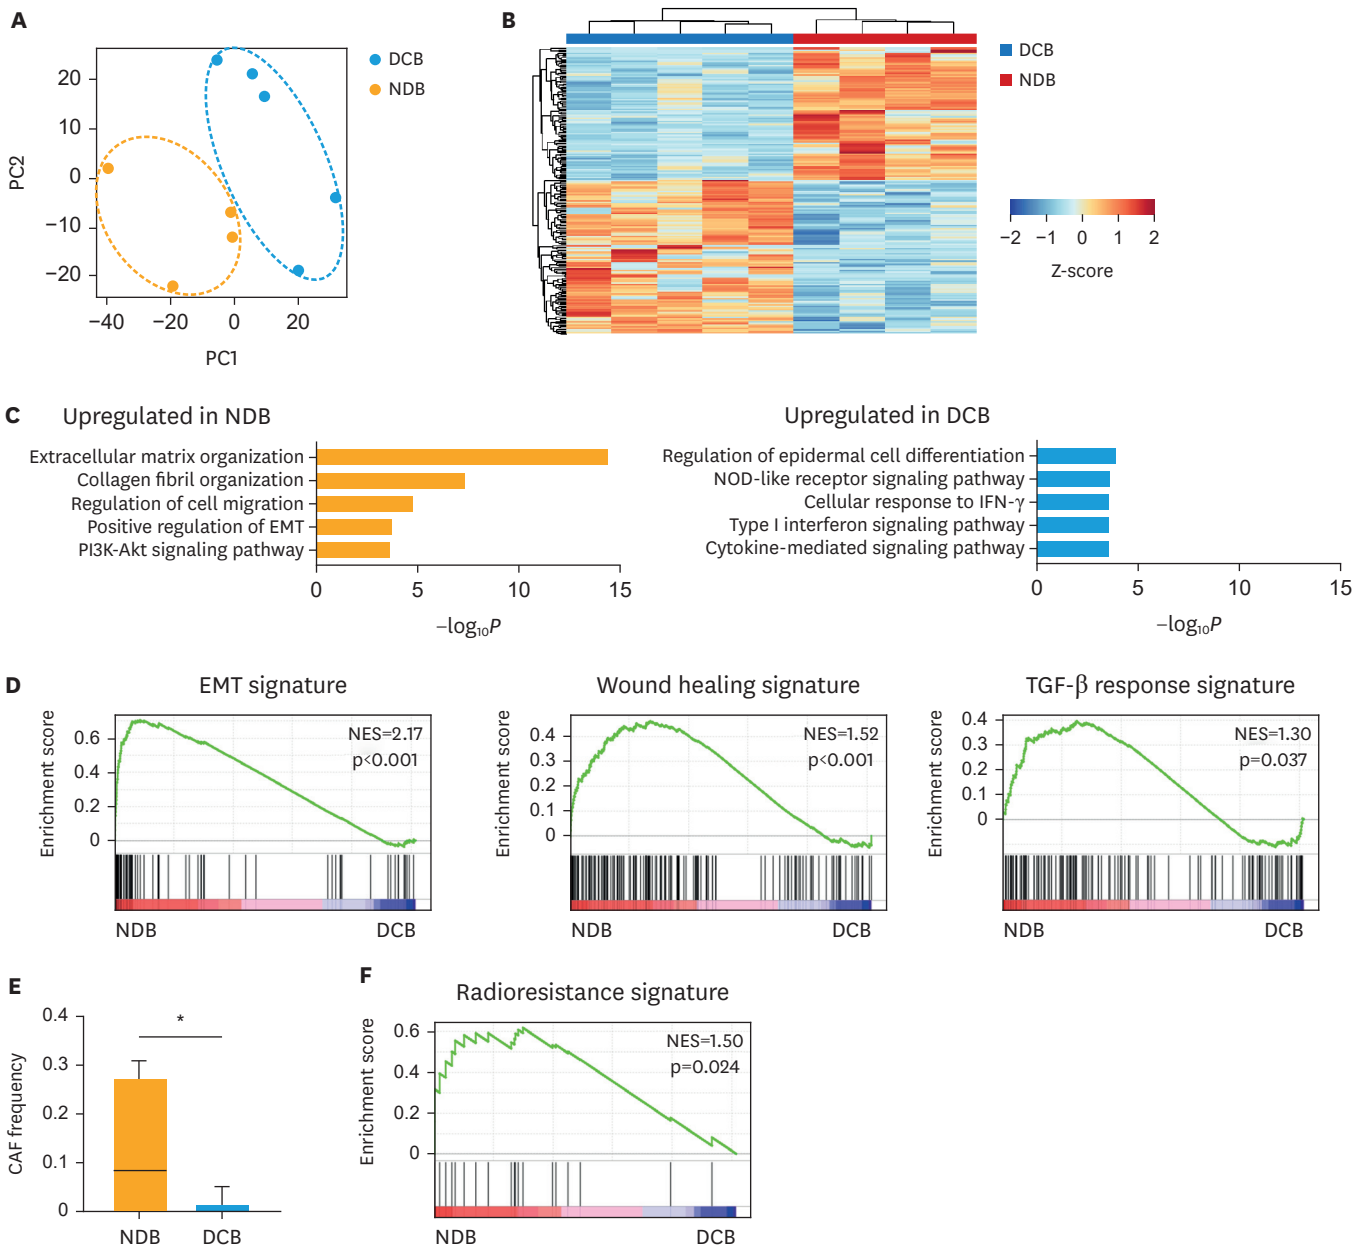 A
DCB
NDB
PC2
20
10
0
−10
−20
−40
−20
0
20
PC1
B
DCB
NDB
−2
−1
0
1
2
Z-score
C
Upregulated in NDB
Extracellular matrix organization
Collagen fibril organization
Regulation of cell migration
Positive regulation of EMT
PI3K-Akt signaling pathway
0
5
10
15
−log₁₀P
Upregulated in DCB
Regulation of epidermal cell differentiation
NOD-like receptor signaling pathway
Cellular response to IFN-γ
Type I interferon signaling pathway
Cytokine-mediated signaling pathway
0
5
10
15
−log₁₀P
D
EMT signature
Enrichment score
0.6
0.4
0.2
0
NES=2.17
p<0.001
NDB
DCB
Wound healing signature
Enrichment score
0.4
0.3
0.2
0.1
0
NES=1.52
p<0.001
NDB
DCB
TGF-β response signature
Enrichment score
0.4
0.3
0.2
0.1
0
NES=1.30
p=0.037
NDB
DCB
E
CAF frequency
0.4
0.3
0.2
0.1
0
*
NDB
DCB
F
Radioresistance signature
Enrichment score
0.6
0.4
0.2
0
NES=1.50
p=0.024
NDB
DCB